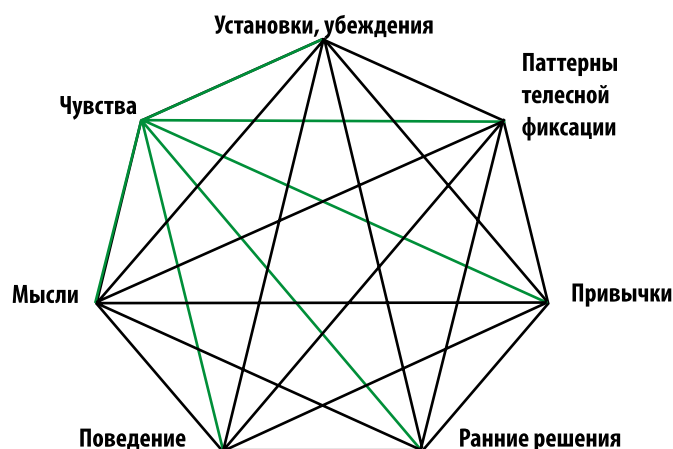 Установки, убеждения
Паттерны
телесной
фиксации
Чувства
Мысли
Привычки
Поведение
Ранние решения